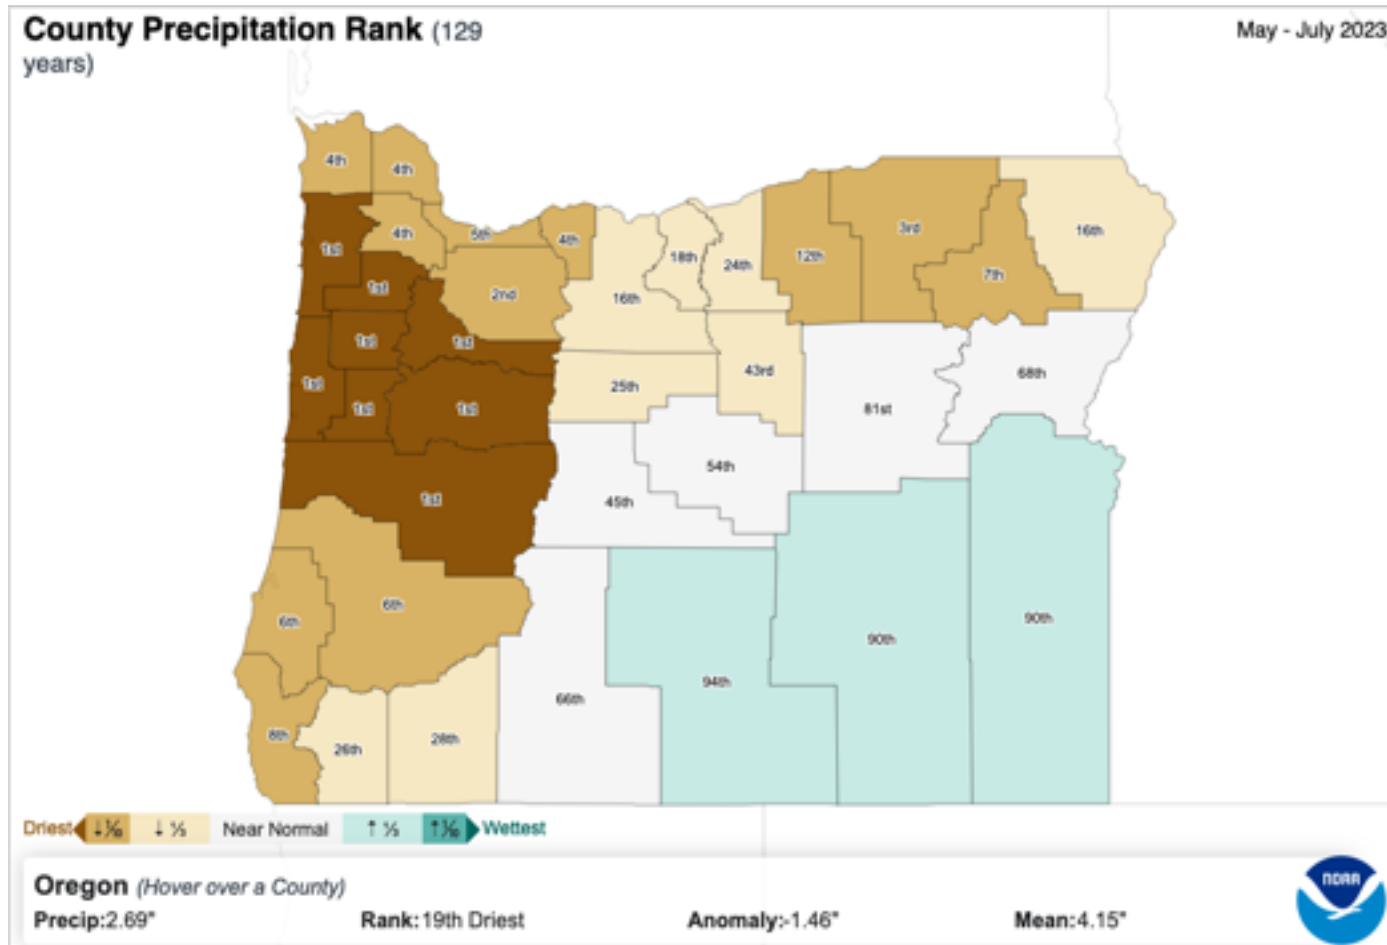 County Precipitation Rank (129
years)
May - July 2023
4th
4th
1st
4th
5th
4th
1st
2nd
16th
18th
24th
12th
3rd
7th
16th
1st
1st
1st
1st
1st
25th
43rd
81st
68th
1st
45th
54th
6th
6th
66th
94th
90th
90th
8th
26th
28th
Driest ↓⅒ ↓ ⅓ Near Normal ↑ ⅓ ↑⅒ Wettest
Oregon (Hover over a County)
Precip:2.69" Rank:19th Driest Anomaly:-1.46" Mean:4.15"
NOAA